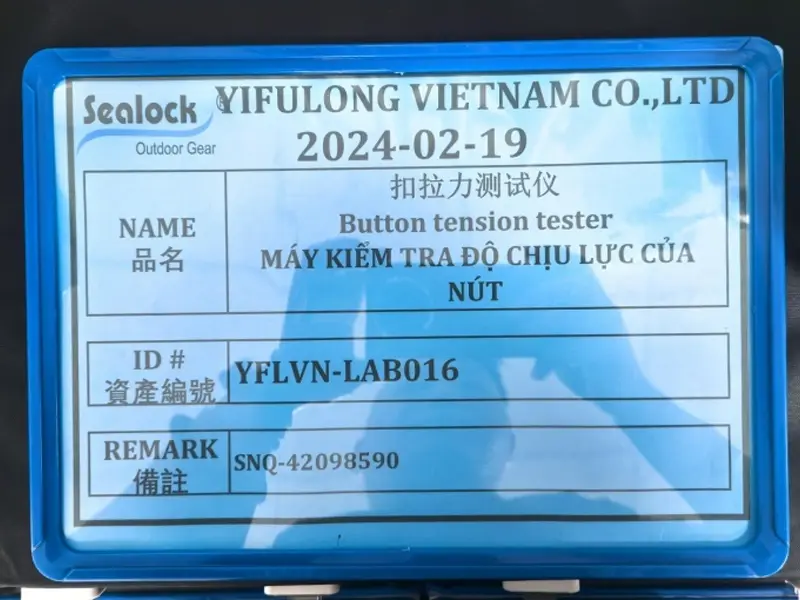 Sealock®
Outdoor Gear
YIFULONG VIETNAM CO.,LTD
2024-02-19
NAME
品名
扣拉力测试仪
Button tension tester
MÁY KIỂM TRA ĐỘ CHỊU LỰC CỦA
NÚT
ID #
資產編號
YFLVN-LAB016
REMARK
備註
SNQ-42098590